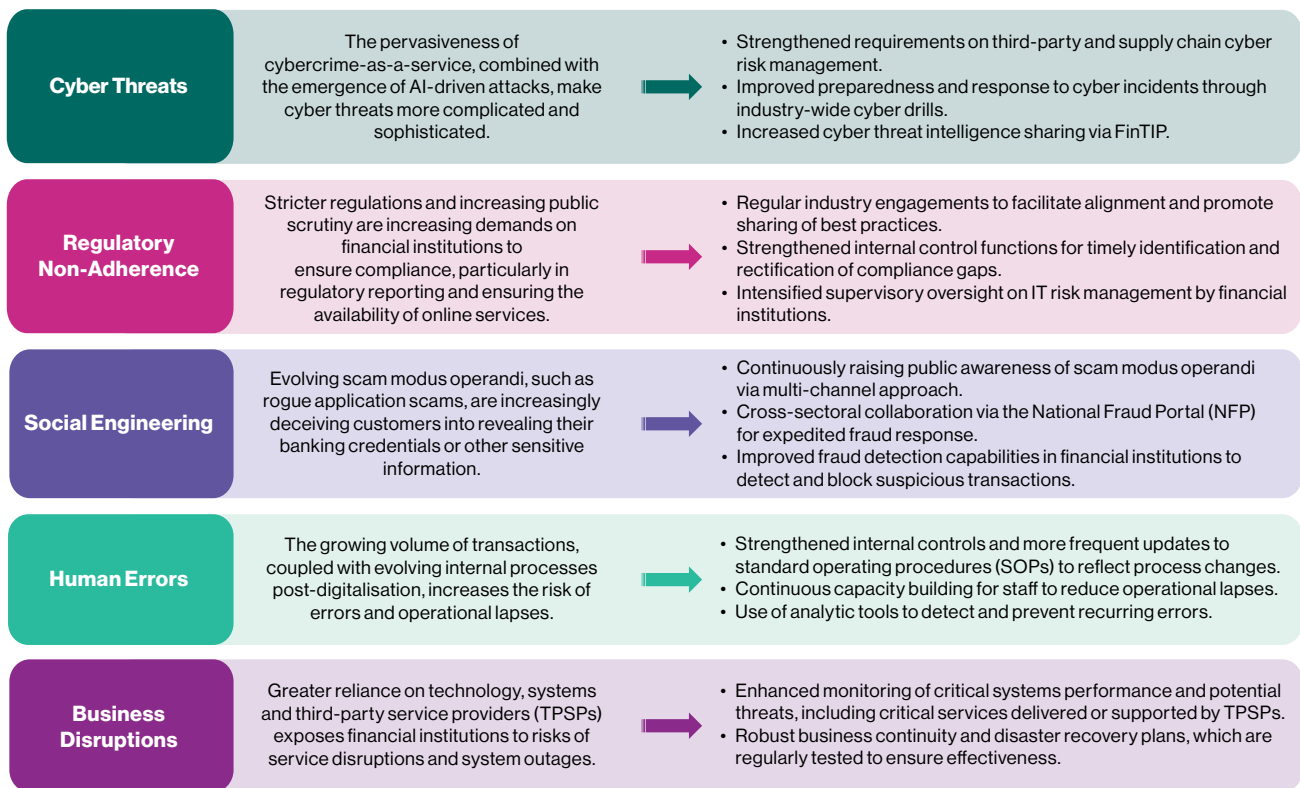 Cyber Threats
The pervasiveness of
cybercrime-as-a-service, combined with
the emergence of AI-driven attacks, make
cyber threats more complicated and
sophisticated.
• Strengthened requirements on third-party and supply chain cyber
risk management.
• Improved preparedness and response to cyber incidents through
industry-wide cyber drills.
• Increased cyber threat intelligence sharing via FinTIP.
Regulatory
Non-Adherence
Stricter regulations and increasing public
scrutiny are increasing demands on
financial institutions to
ensure compliance, particularly in
regulatory reporting and ensuring the
availability of online services.
• Regular industry engagements to facilitate alignment and promote
sharing of best practices.
• Strengthened internal control functions for timely identification and
rectification of compliance gaps.
• Intensified supervisory oversight on IT risk management by financial
institutions.
Social Engineering
Evolving scam modus operandi, such as
rogue application scams, are increasingly
deceiving customers into revealing their
banking credentials or other sensitive
information.
• Continuously raising public awareness of scam modus operandi
via multi-channel approach.
• Cross-sectoral collaboration via the National Fraud Portal (NFP)
for expedited fraud response.
• Improved fraud detection capabilities in financial institutions to
detect and block suspicious transactions.
Human Errors
The growing volume of transactions,
coupled with evolving internal processes
post-digitalisation, increases the risk of
errors and operational lapses.
• Strengthened internal controls and more frequent updates to
standard operating procedures (SOPs) to reflect process changes.
• Continuous capacity building for staff to reduce operational lapses.
• Use of analytic tools to detect and prevent recurring errors.
Business
Disruptions
Greater reliance on technology, systems
and third-party service providers (TPSPs)
exposes financial institutions to risks of
service disruptions and system outages.
• Enhanced monitoring of critical systems performance and potential
threats, including critical services delivered or supported by TPSPs.
• Robust business continuity and disaster recovery plans, which are
regularly tested to ensure effectiveness.